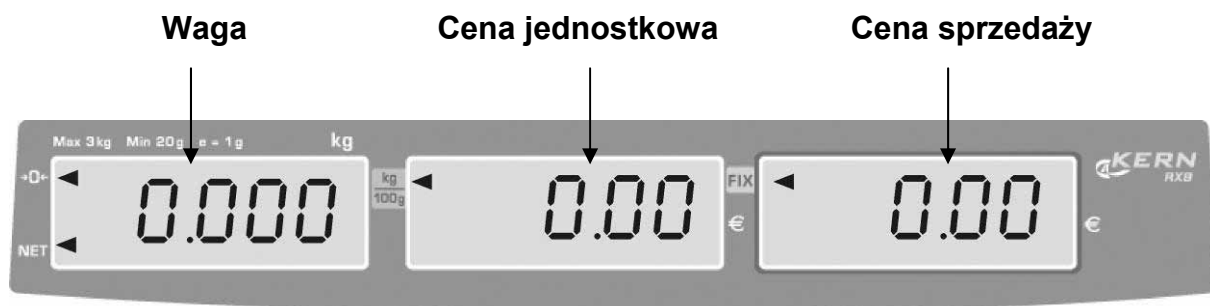 Waga Cena jednostkowa Cena sprzedaży
Max 3kg Min 20g e = 1g kg
→0← 0.000 kg/100g 0.00 FIX 0.00 KERN
RXB
NET € €